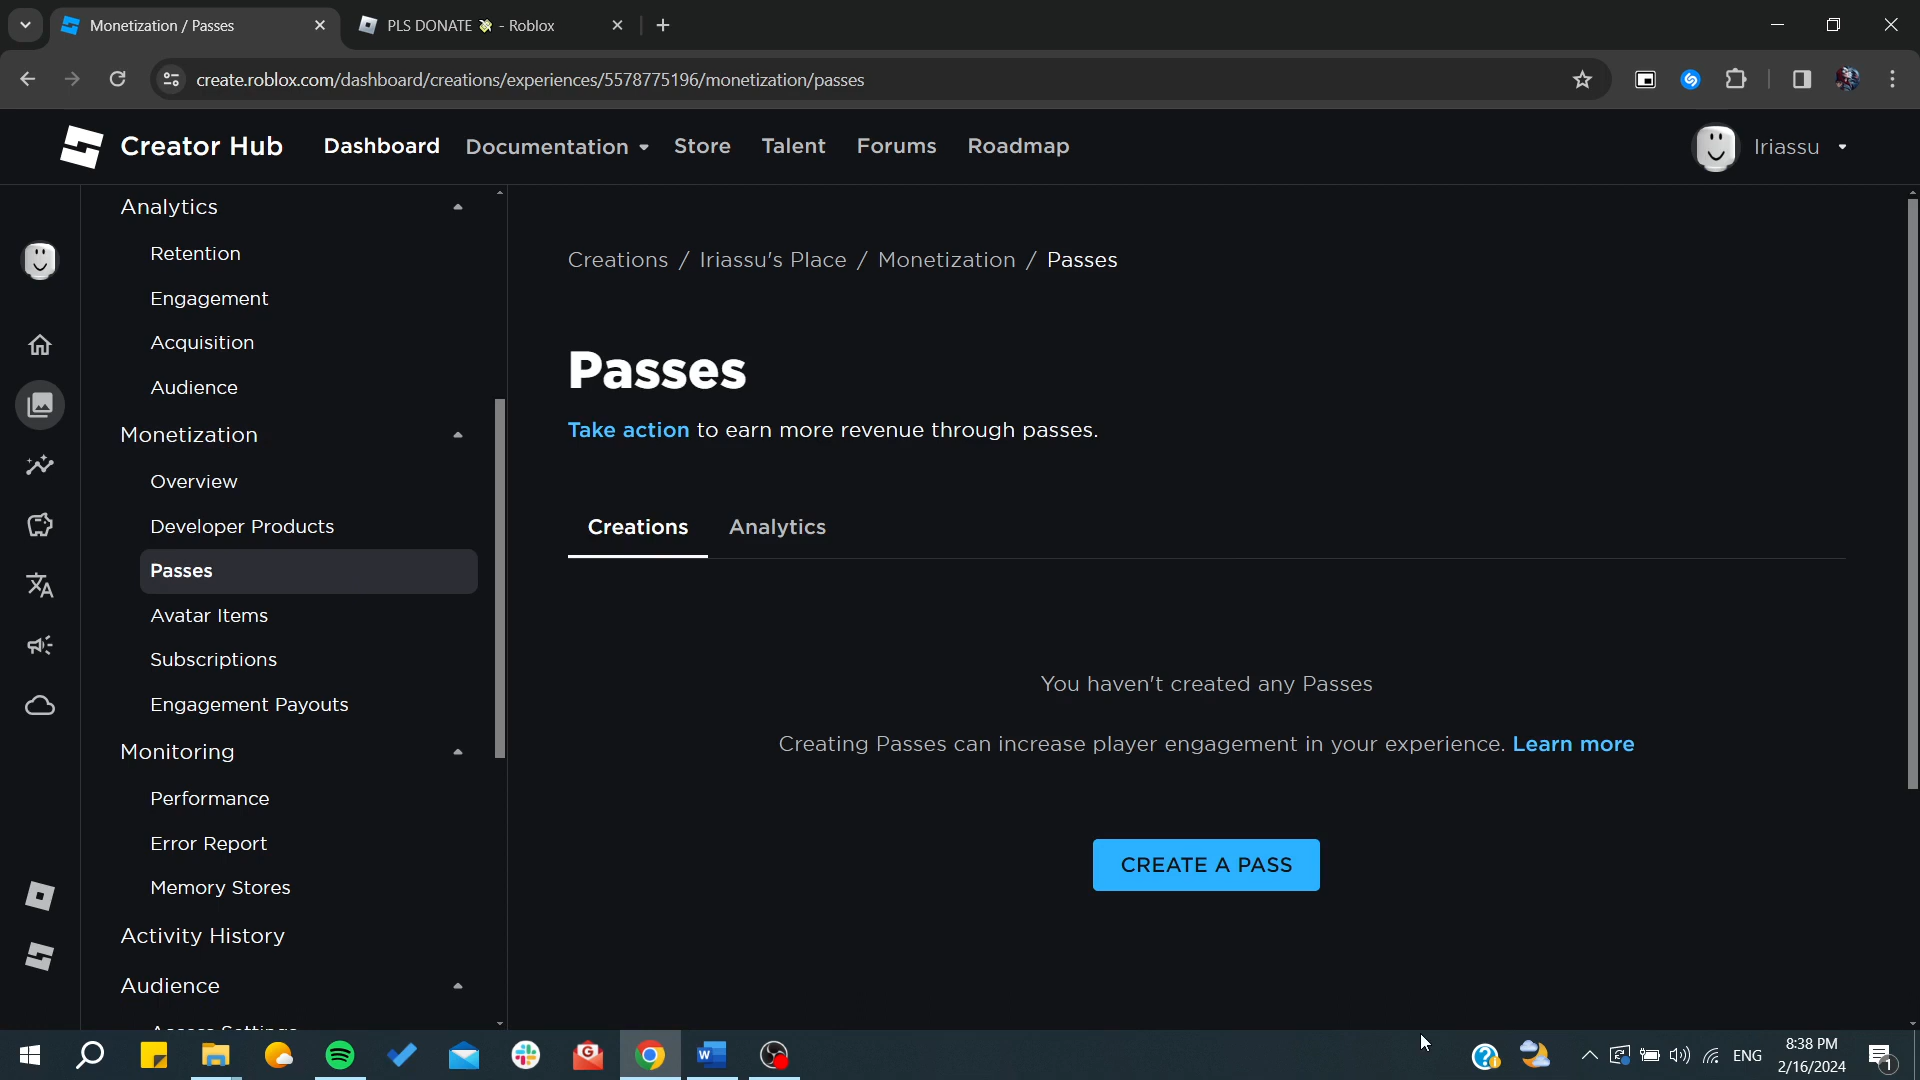 Monetization / Passes
PLS DONATE 💸 - Roblox
create.roblox.com/dashboard/creations/experiences/5578775196/monetization/passes
Creator Hub
Dashboard
Documentation
Store
Talent
Forums
Roadmap
Iriassu
Analytics
Retention
Engagement
Acquisition
Audience
Monetization
Overview
Developer Products
Passes
Avatar Items
Subscriptions
Engagement Payouts
Monitoring
Performance
Error Report
Memory Stores
Activity History
Audience
Access Settings
Creations / Iriassu's Place / Monetization / Passes
Passes
Take action to earn more revenue through passes.
Creations
Analytics
You haven't created any Passes
Creating Passes can increase player engagement in your experience. Learn more
CREATE A PASS
ENG
8:38 PM
2/16/2024
1